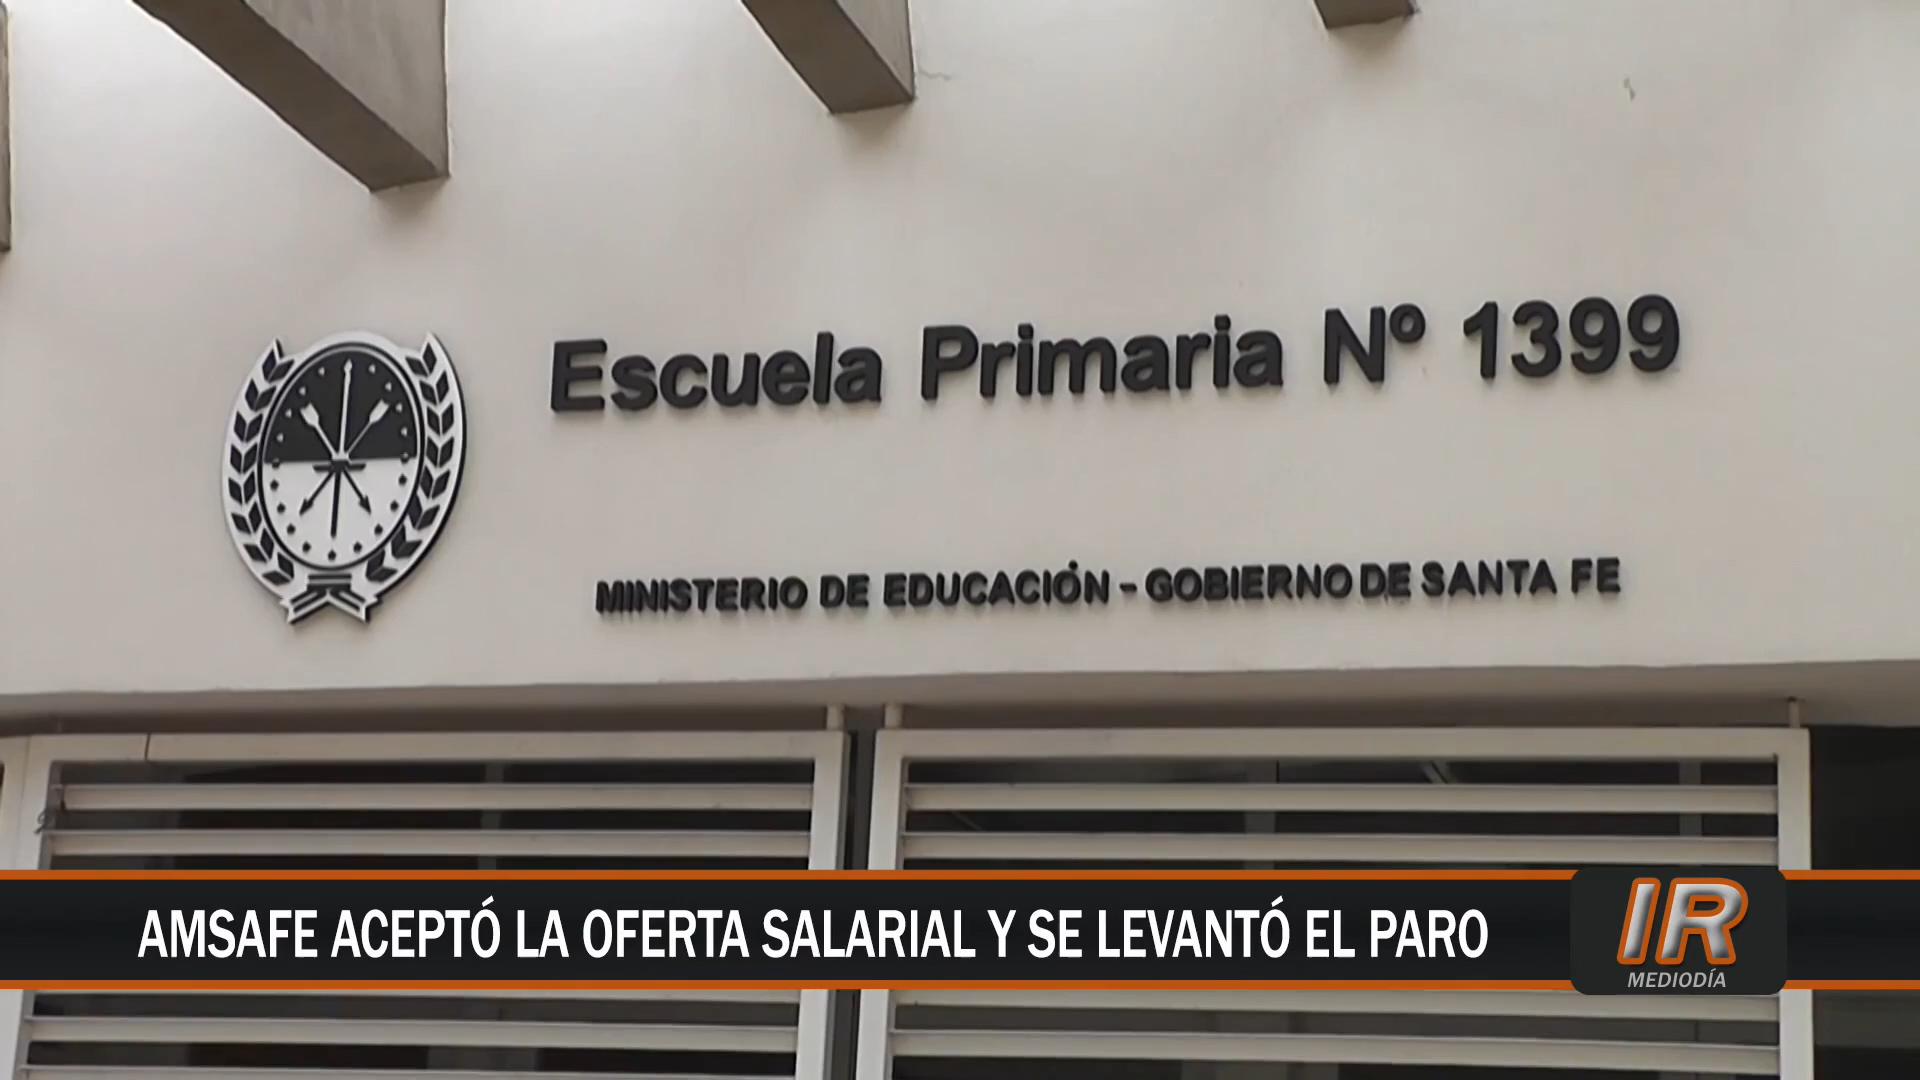 Escuela Primaria Nº 1399
MINISTERIO DE EDUCACIÓN - GOBIERNO DE SANTA FE
AMSAFE ACEPTÓ LA OFERTA SALARIAL Y SE LEVANTÓ EL PARO
IR
MEDIODÍA